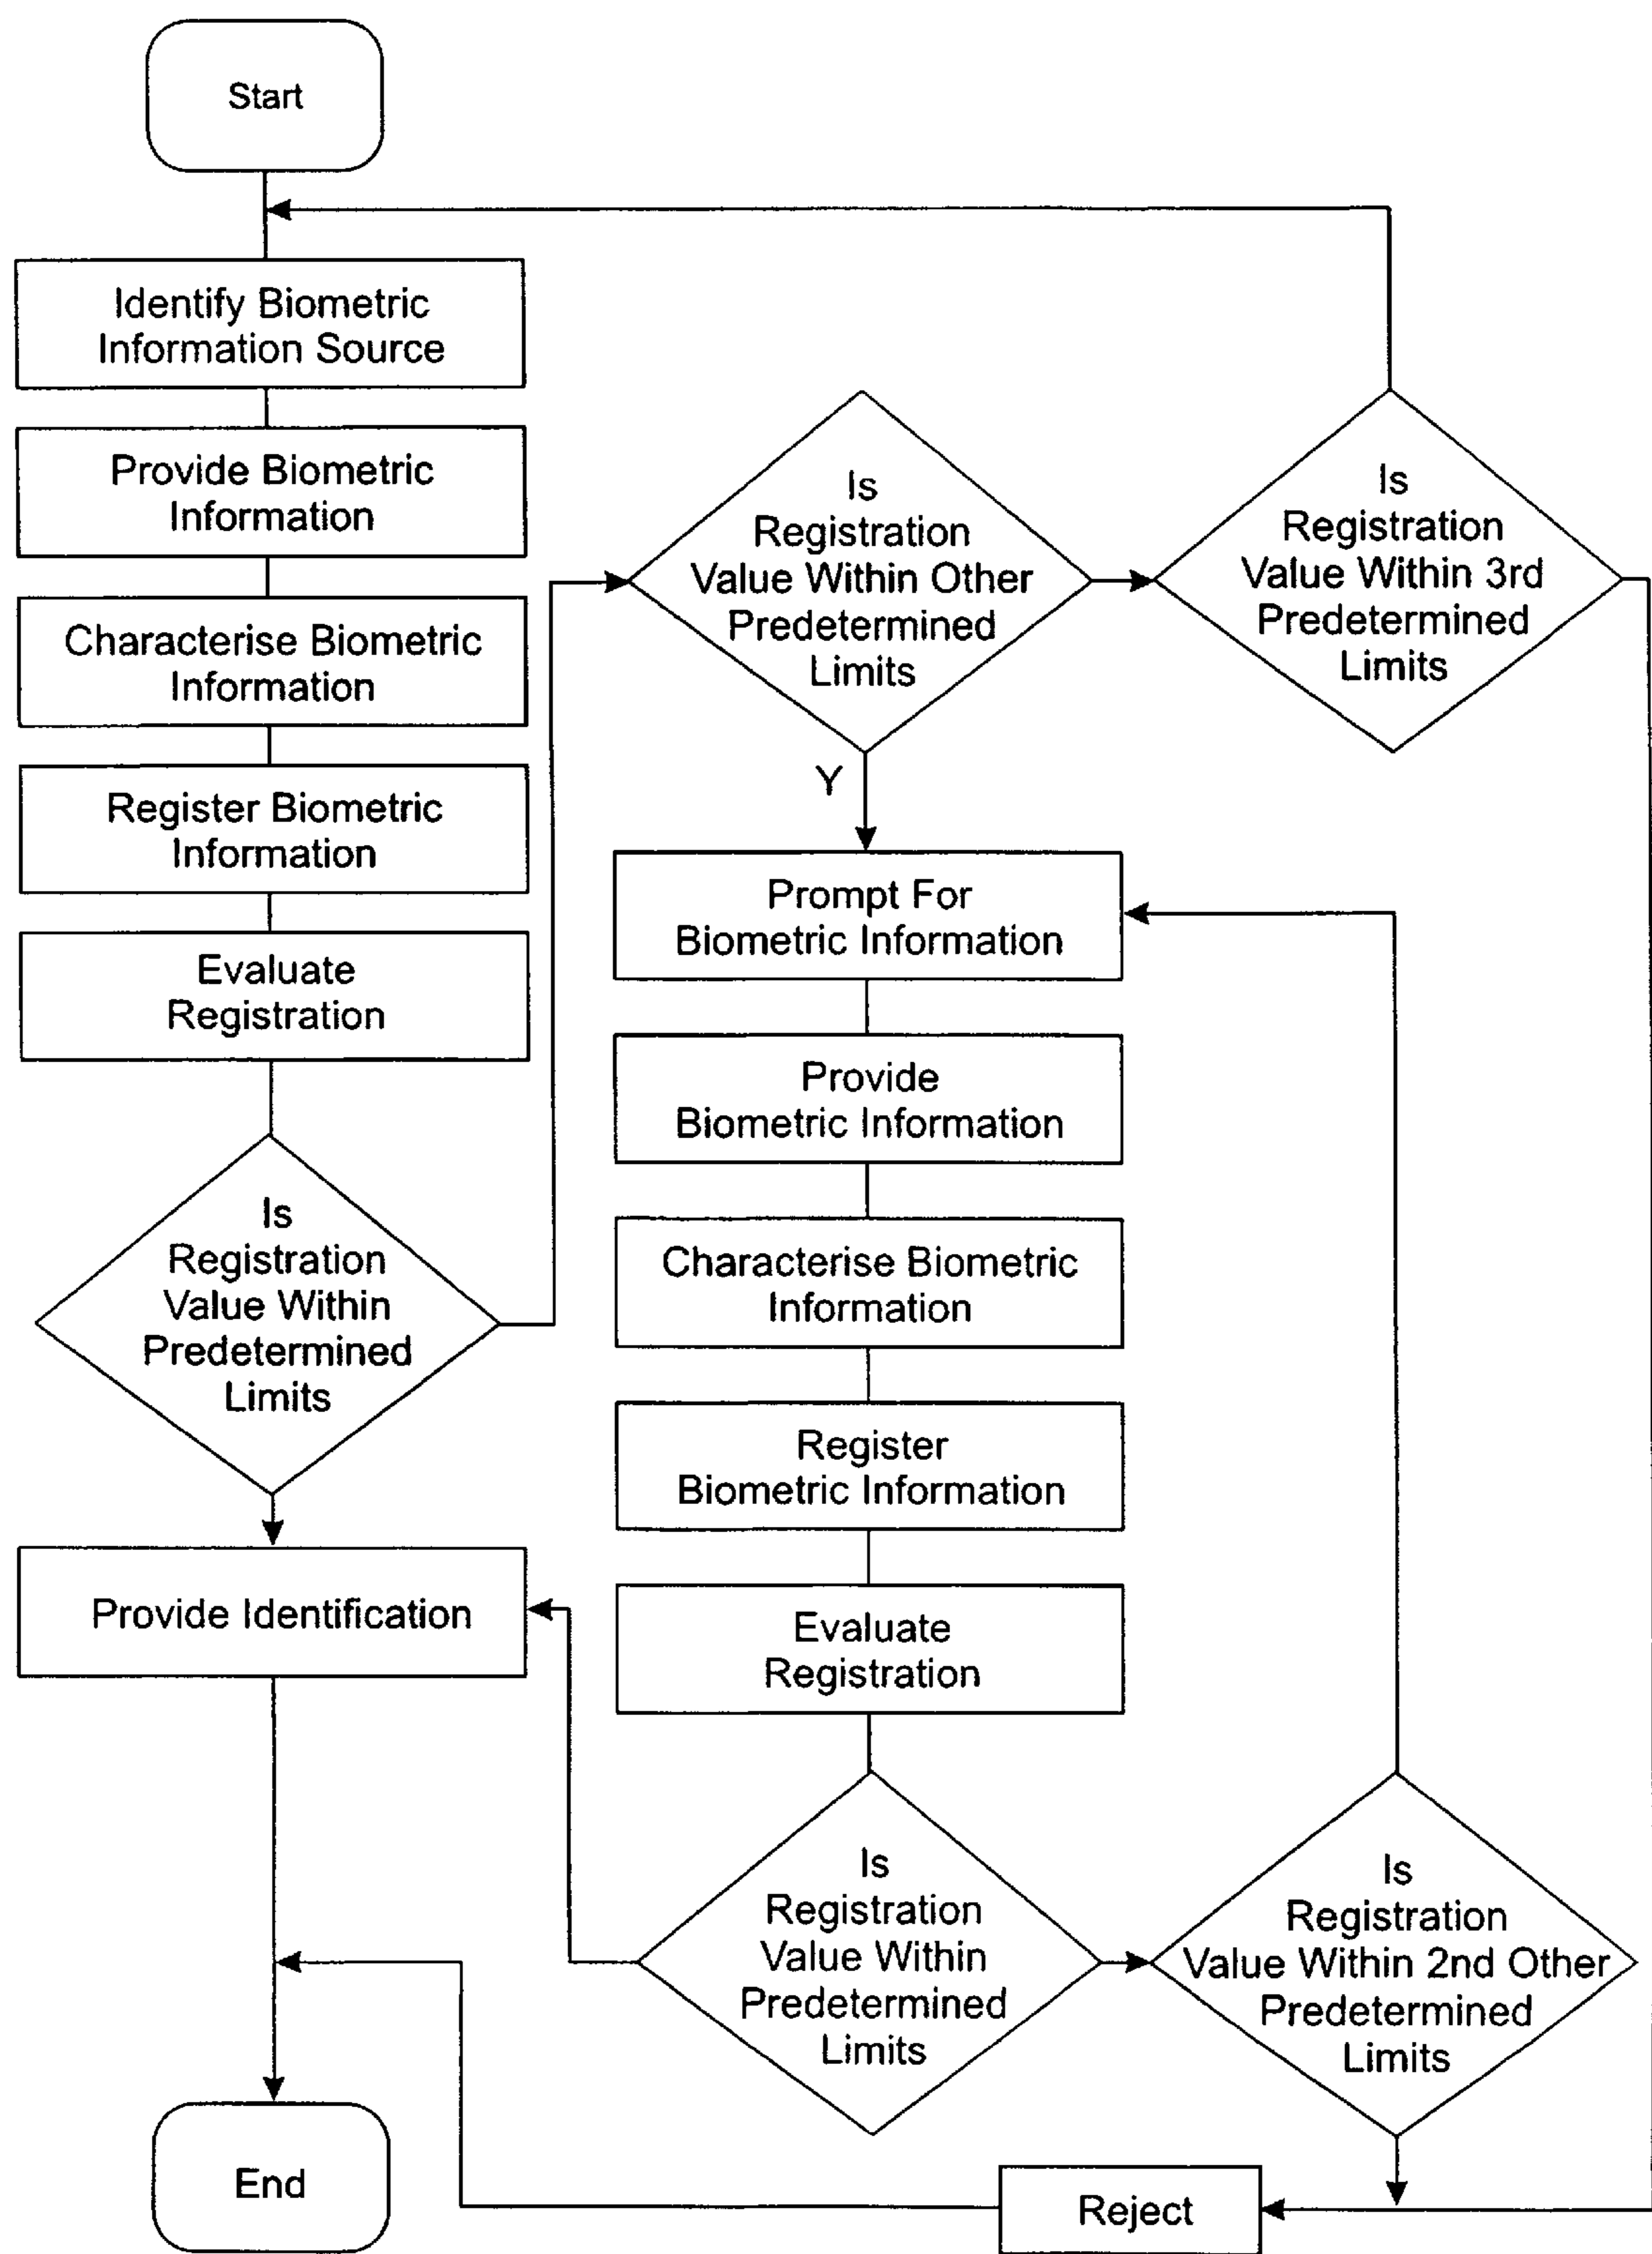 Start
Identify Biometric
Information Source
Provide Biometric
Information
Characterise Biometric
Information
Register Biometric
Information
Evaluate
Registration
Is
Registration
Value Within
Predetermined
Limits
Provide Identification
End
Is
Registration
Value Within Other
Predetermined
Limits
Y
Prompt For
Biometric Information
Provide
Biometric Information
Characterise Biometric
Information
Register
Biometric Information
Evaluate
Registration
Is
Registration
Value Within
Predetermined
Limits
Is
Registration
Value Within 3rd
Predetermined
Limits
Is
Registration
Value Within 2nd Other
Predetermined
Limits
Reject